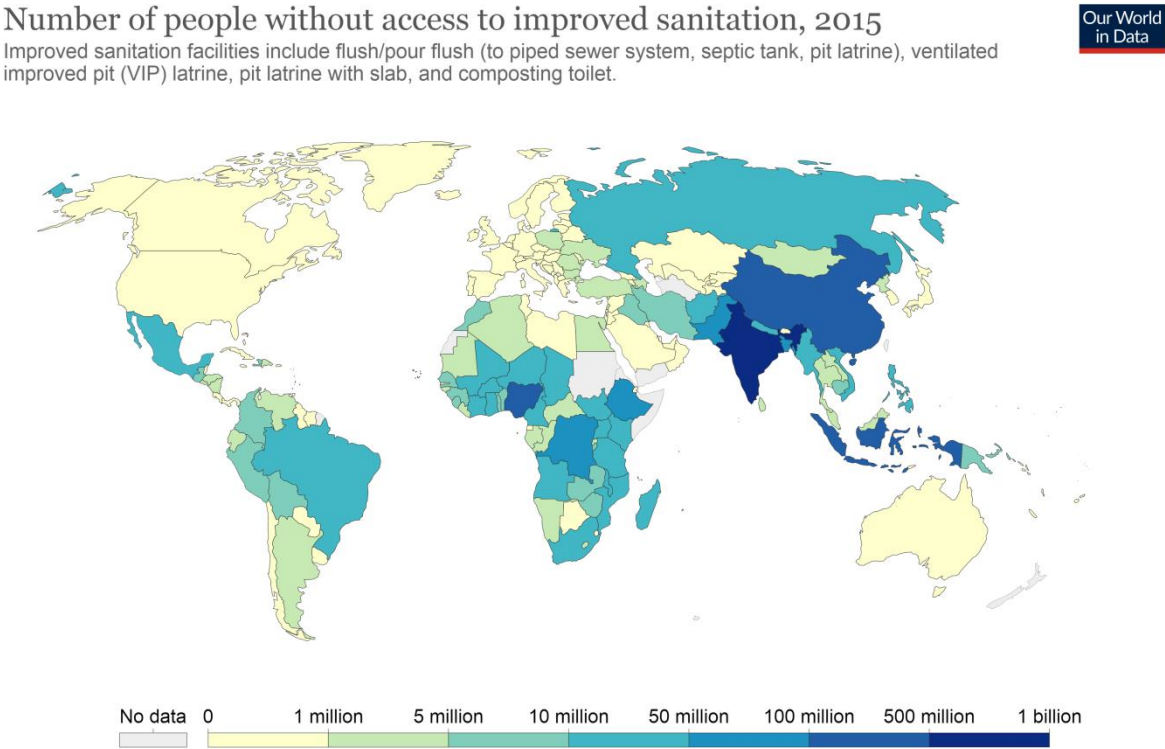 Number of people without access to improved sanitation, 2015
Our World
in Data
Improved sanitation facilities include flush/pour flush (to piped sewer system, septic tank, pit latrine), ventilated
improved pit (VIP) latrine, pit latrine with slab, and composting toilet.
No data 0 1 million 5 million 10 million 50 million 100 million 500 million 1 billion